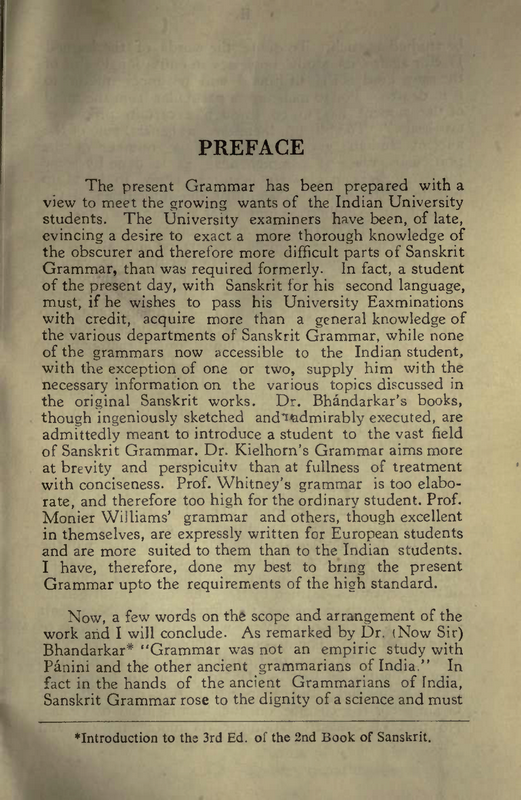 PREFACE
The present Grammar has been prepared with a
view to meet the growing wants of the Indian University
students. The University examiners have been, of late,
evincing a desire to exact a more thorough knowledge of
the obscurer and therefore more difficult parts of Sanskrit
Grammar, than was required formerly. In fact, a student
of the present day, with Sanskrit for his second language,
must, if he wishes to pass his University Eaxminations
with credit, acquire more than a general knowledge of
the various departments of Sanskrit Grammar, while none
of the grammars now accessible to the Indian student,
with the exception of one or two, supply him with the
necessary information on the various topics discussed in
the original Sanskrit works. Dr. Bhándarkar's books,
though ingeniously sketched and admirably executed, are
admittedly meant to introduce a student to the vast field
of Sanskrit Grammar. Dr. Kielhorn's Grammar aims more
at brevity and perspicuity than at fullness of treatment
with conciseness. Prof. Whitney's grammar is too elabo-
rate, and therefore too high for the ordinary student. Prof.
Monier Williams' grammar and others, though excellent
in themselves, are expressly written for European students
and are more suited to them than to the Indian students.
I have, therefore, done my best to bring the present
Grammar upto the requirements of the high standard.
Now, a few words on the scope and arrangement of the
work and I will conclude. As remarked by Dr. (Now Sir)
Bhandarkar* "Grammar was not an empiric study with
Pánini and the other ancient grammarians of India." In
fact in the hands of the ancient Grammarians of India,
Sanskrit Grammar rose to the dignity of a science and must
*Introduction to the 3rd Ed. of the 2nd Book of Sanskrit.